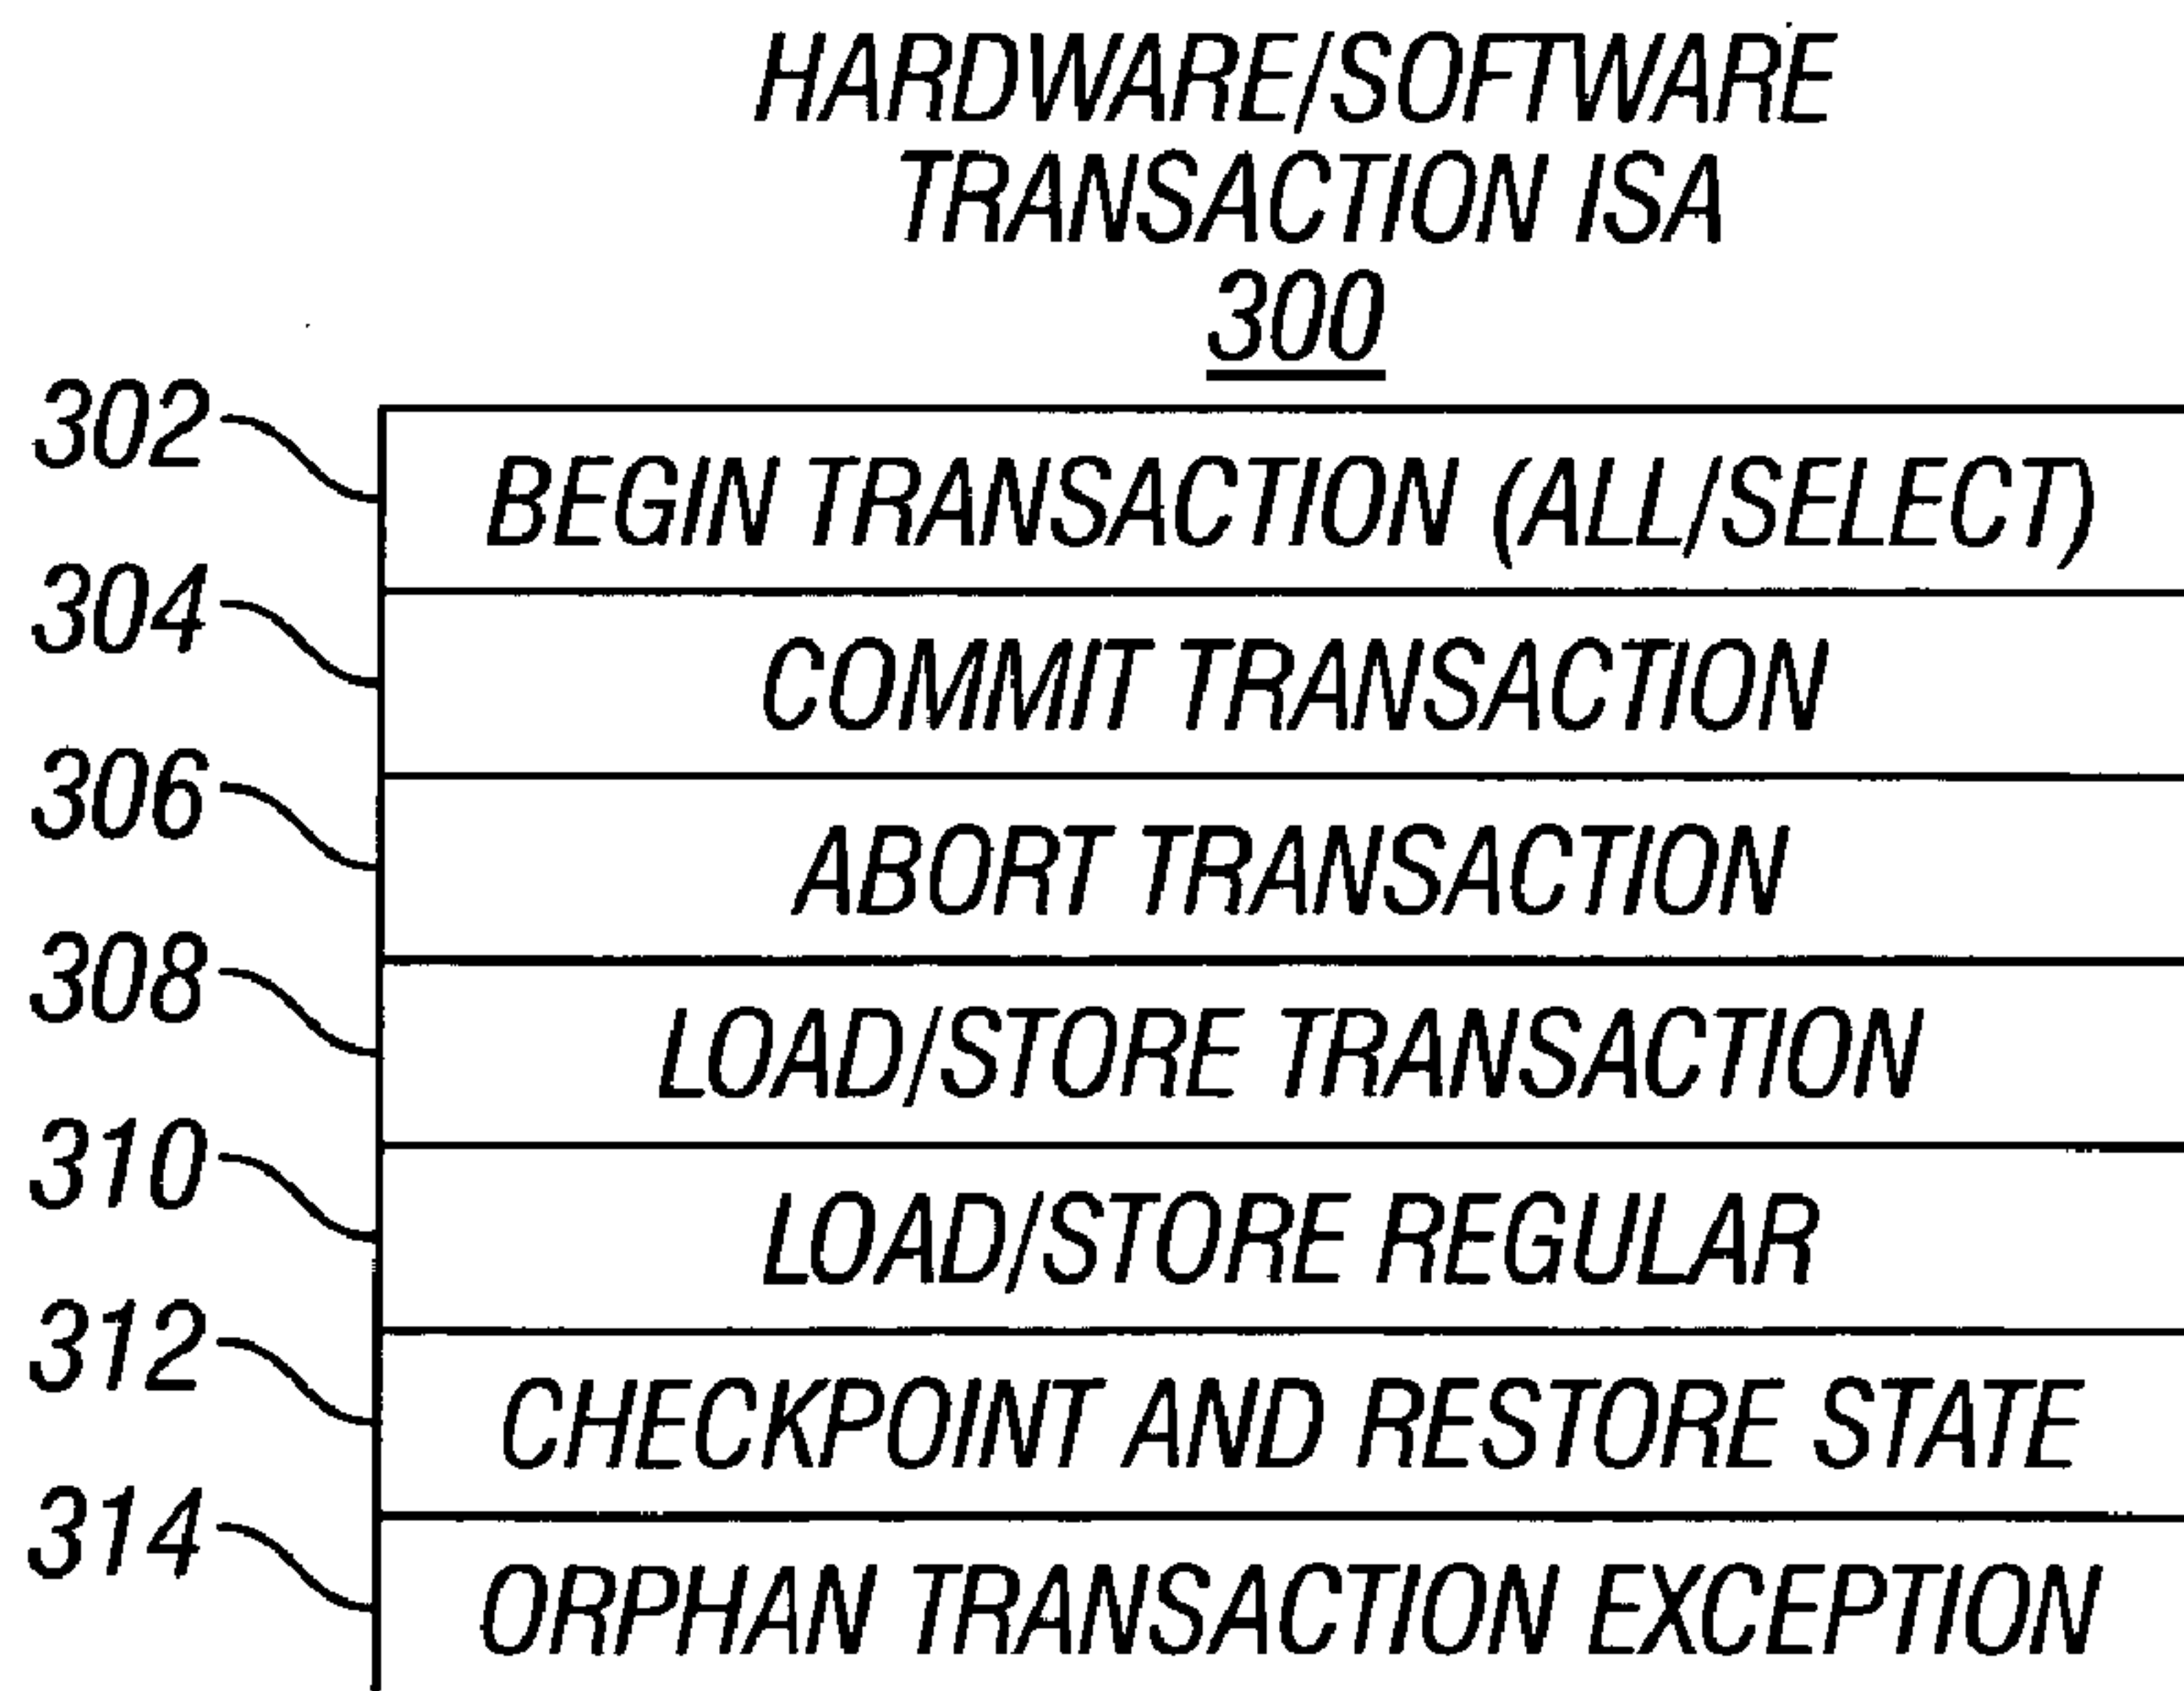 HARDWARE/SOFTWARE
TRANSACTION ISA
300
302 BEGIN TRANSACTION (ALL/SELECT)
304 COMMIT TRANSACTION
306 ABORT TRANSACTION
308 LOAD/STORE TRANSACTION
310 LOAD/STORE REGULAR
312 CHECKPOINT AND RESTORE STATE
314 ORPHAN TRANSACTION EXCEPTION